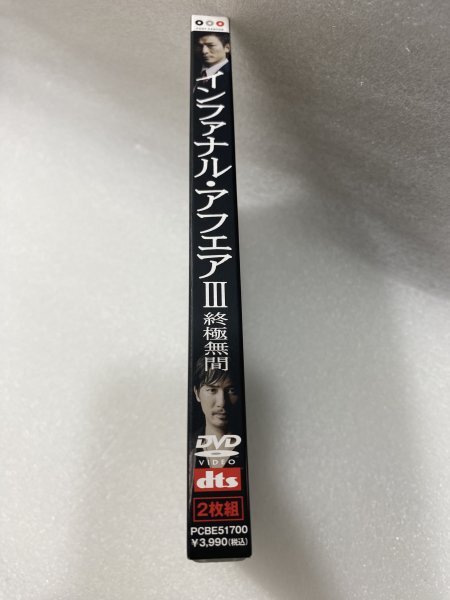 インファナル・アフェアIII
終極無間
DVD
VIDEO
dts
2枚組
PCBE51700
¥3,990(税込)